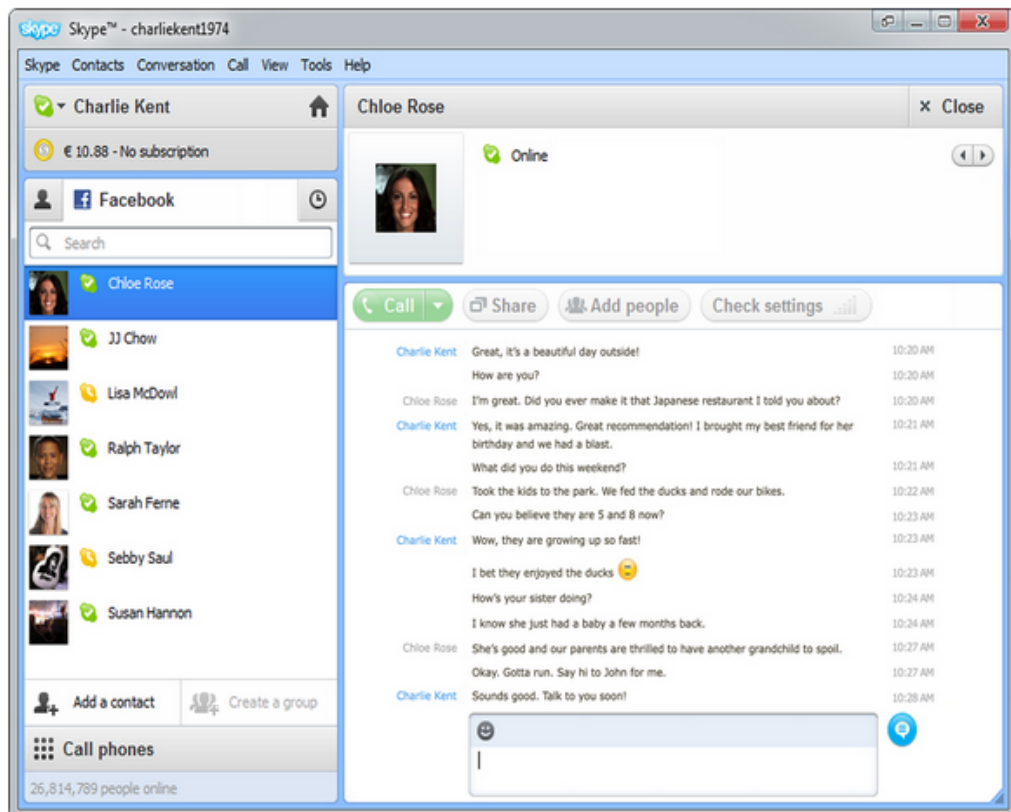 skype Skype™ - charliekent1974
Skype Contacts Conversation Call View Tools Help
Charlie Kent
€ 10.88 - No subscription
Facebook
Search
Chloe Rose
JJ Chow
Lisa McDowl
Ralph Taylor
Sarah Ferne
Sebby Saul
Susan Hannon
Add a contact Create a group
Call phones
26,814,789 people online
Chloe Rose × Close
Online
Call Share Add people Check settings
Charlie Kent Great, it's a beautiful day outside! 10:20 AM
How are you? 10:20 AM
Chloe Rose I'm great. Did you ever make it that Japanese restaurant I told you about? 10:20 AM
Charlie Kent Yes, it was amazing. Great recommendation! I brought my best friend for her 10:21 AM
birthday and we had a blast.
What did you do this weekend? 10:21 AM
Chloe Rose Took the kids to the park. We fed the ducks and rode our bikes. 10:22 AM
Can you believe they are 5 and 8 now? 10:23 AM
Charlie Kent Wow, they are growing up so fast! 10:23 AM
I bet they enjoyed the ducks 10:23 AM
How's your sister doing? 10:24 AM
I know she just had a baby a few months back. 10:24 AM
Chloe Rose She's good and our parents are thrilled to have another grandchild to spoil. 10:27 AM
Okay. Gotta run. Say hi to John for me. 10:27 AM
Charlie Kent Sounds good. Talk to you soon! 10:28 AM